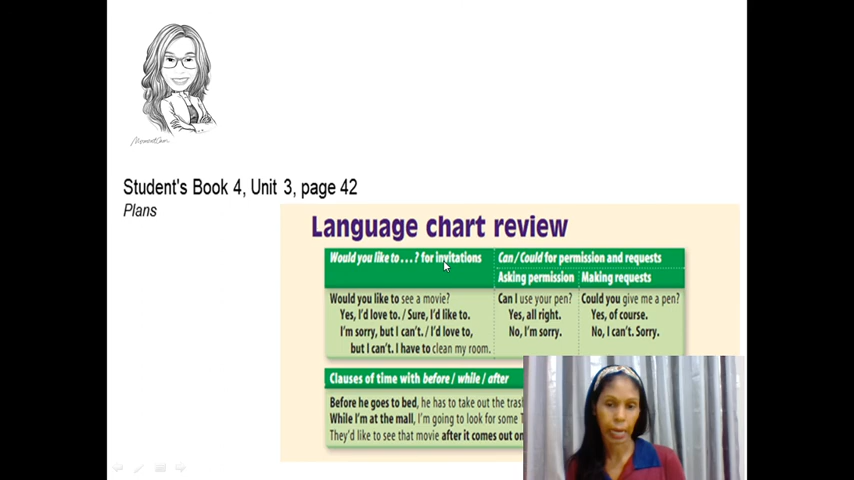 Student's Book 4, Unit 3, page 42
Plans
Language chart review
Would you like to . . . ? for invitations
Can / Could for permission and requests
Asking permission
Making requests
Would you like to see a movie?
Yes, I'd love to. / Sure, I'd like to.
I'm sorry, but I can't. / I'd love to,
but I can't. I have to clean my room.
Can I use your pen?
Yes, all right.
No, I'm sorry.
Could you give me a pen?
Yes, of course.
No, I can't. Sorry.
Clauses of time with before / while / after
Before he goes to bed, he has to take out the
While I'm at the mall, I'm going to look for some
They'd like to see that movie after it comes out on